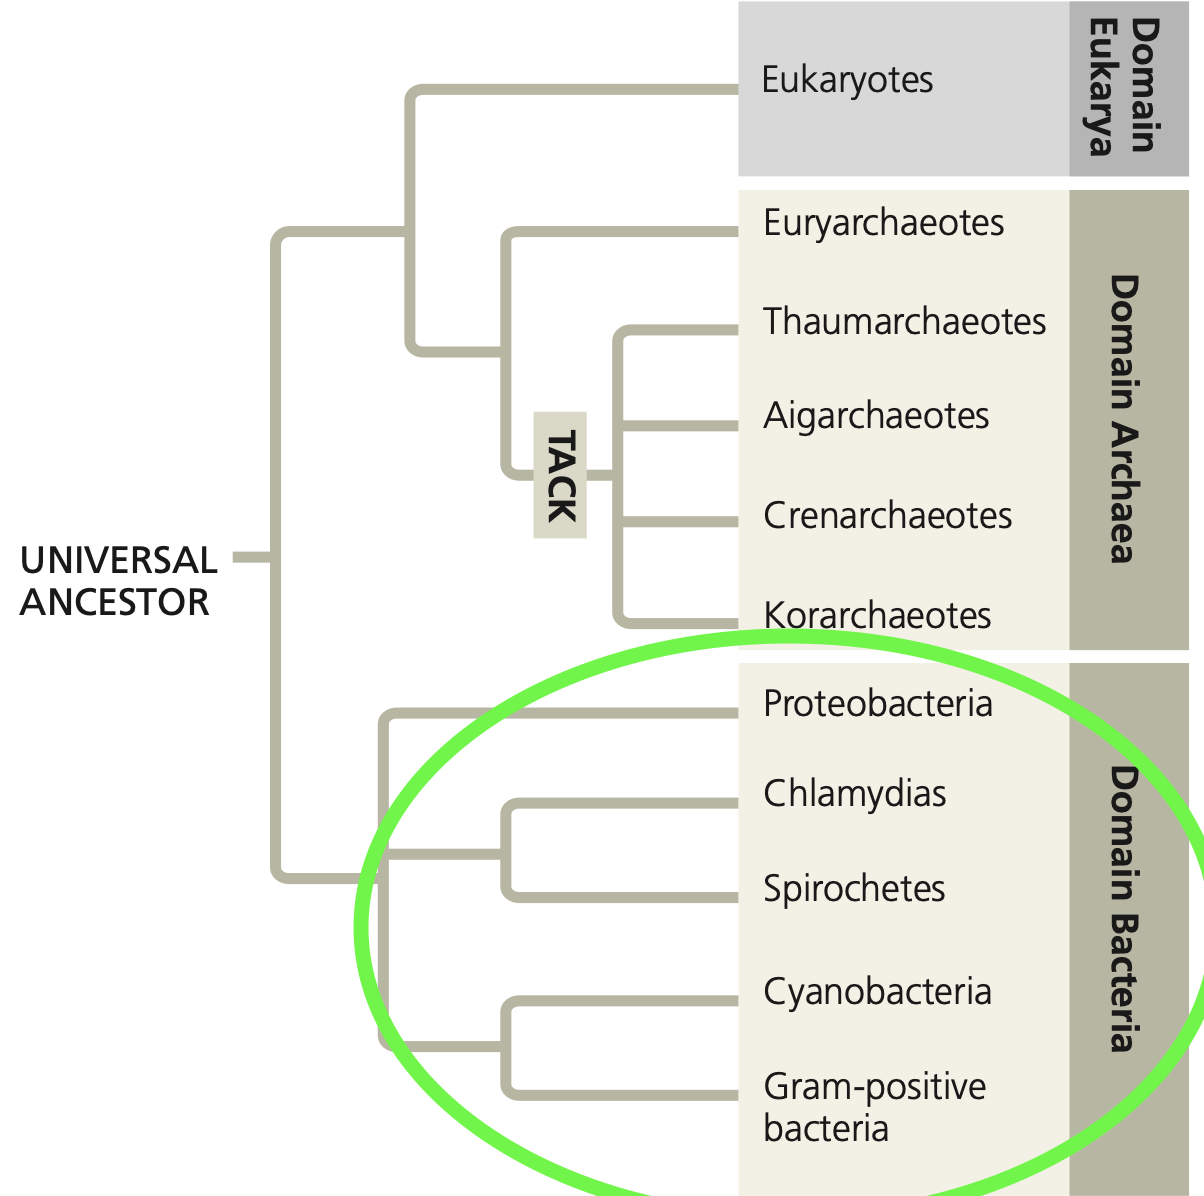 Domain
Eukarya
Eukaryotes
Euryarchaeotes
Thaumarchaeotes
Aigarchaeotes
Crenarchaeotes
Korarchaeotes
Domain Archaea
TACK
UNIVERSAL
ANCESTOR
Proteobacteria
Chlamydias
Spirochetes
Cyanobacteria
Gram-positive
bacteria
Domain Bacteria